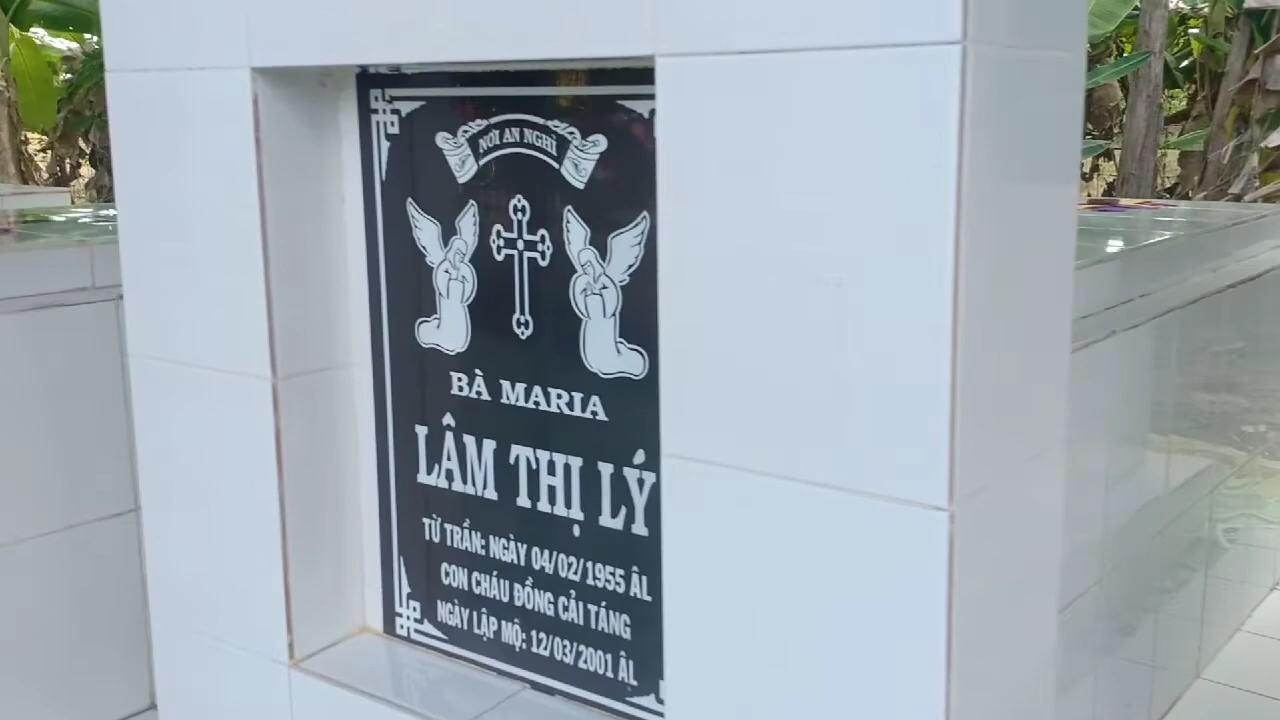 NƠI AN NGHỈ
BÀ MARIA
LÂM THỊ LÝ
TỪ TRẦN: NGÀY 04/02/1955 ÂL
CON CHÁU ĐỒNG CẢI TÁNG
NGÀY LẬP MỘ: 12/03/2001 ÂL